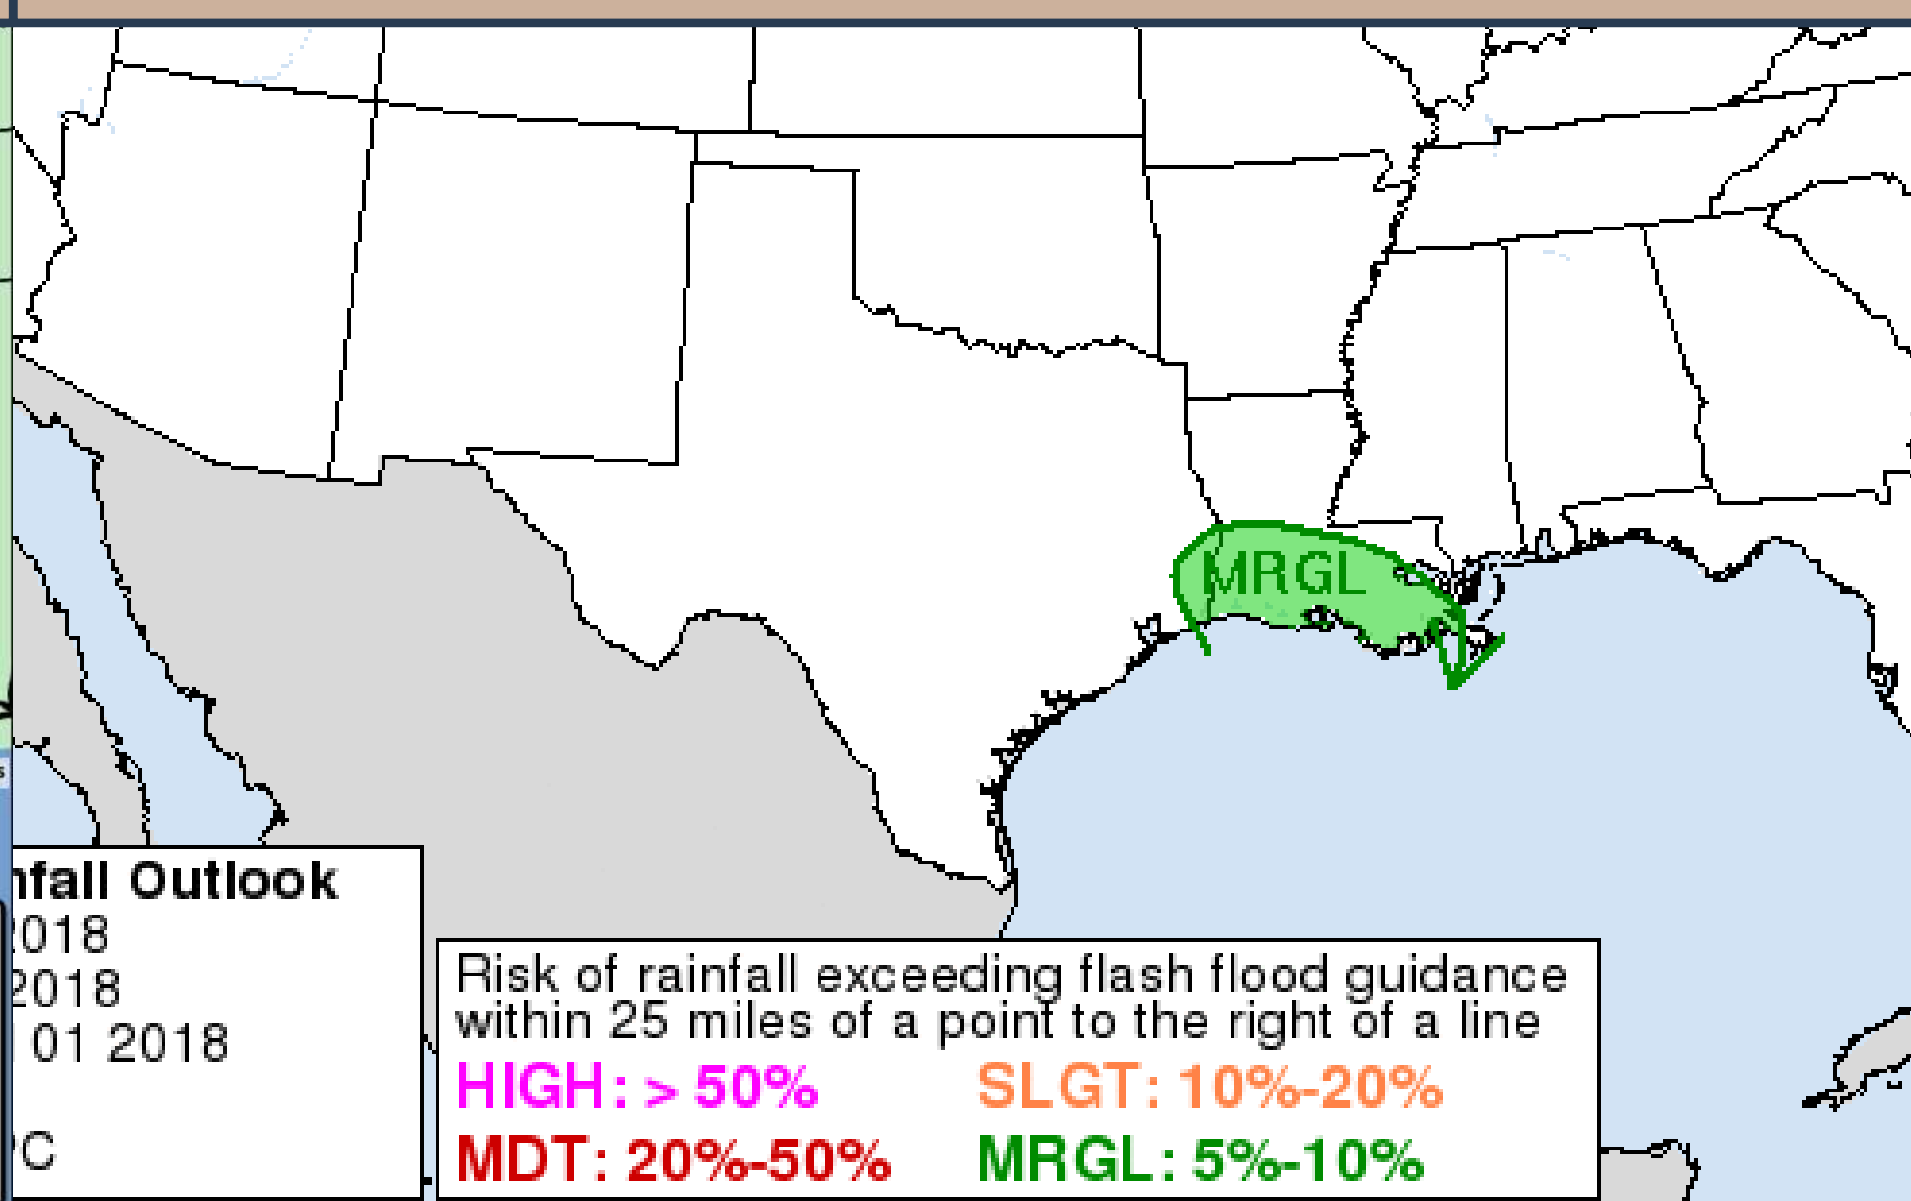 MRGL
Outlook
2018
2018
01 2018
Risk of rainfall exceeding flash flood guidance
within 25 miles of a point to the right of a line
HIGH: > 50% SLGT: 10%-20%
MDT: 20%-50% MRGL: 5%-10%